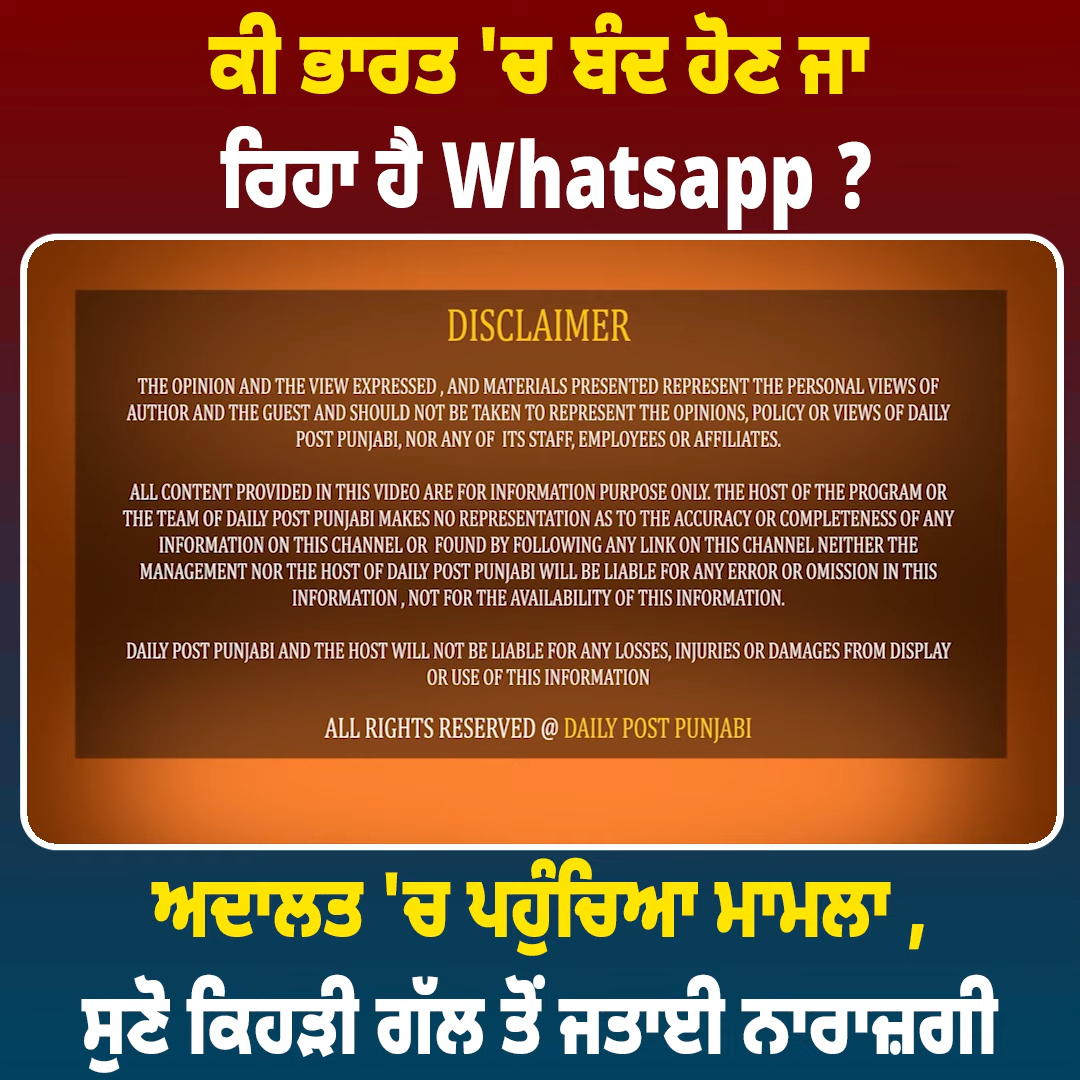 ਕੀ ਭਾਰਤ 'ਚ ਬੰਦ ਹੋਣ ਜਾ
ਰਿਹਾ ਹੈ Whatsapp ?
DISCLAIMER
THE OPINION AND THE VIEW EXPRESSED , AND MATERIALS PRESENTED REPRESENT THE PERSONAL VIEWS OF
AUTHOR AND THE GUEST AND SHOULD NOT BE TAKEN TO REPRESENT THE OPINIONS, POLICY OR VIEWS OF DAILY
POST PUNJABI, NOR ANY OF ITS STAFF, EMPLOYEES OR AFFILIATES.
ALL CONTENT PROVIDED IN THIS VIDEO ARE FOR INFORMATION PURPOSE ONLY. THE HOST OF THE PROGRAM OR
THE TEAM OF DAILY POST PUNJABI MAKES NO REPRESENTATION AS TO THE ACCURACY OR COMPLETENESS OF ANY
INFORMATION ON THIS CHANNEL OR FOUND BY FOLLOWING ANY LINK ON THIS CHANNEL NEITHER THE
MANAGEMENT NOR THE HOST OF DAILY POST PUNJABI WILL BE LIABLE FOR ANY ERROR OR OMISSION IN THIS
INFORMATION , NOT FOR THE AVAILABILITY OF THIS INFORMATION.
DAILY POST PUNJABI AND THE HOST WILL NOT BE LIABLE FOR ANY LOSSES, INJURIES OR DAMAGES FROM DISPLAY
OR USE OF THIS INFORMATION
ALL RIGHTS RESERVED @ DAILY POST PUNJABI
ਅਦਾਲਤ 'ਚ ਪਹੁੰਚਿਆ ਮਾਮਲਾ ,
ਸੁਣੋ ਕਿਹੜੀ ਗੱਲ ਤੋਂ ਜਤਾਈ ਨਾਰਾਜ਼ਗੀ